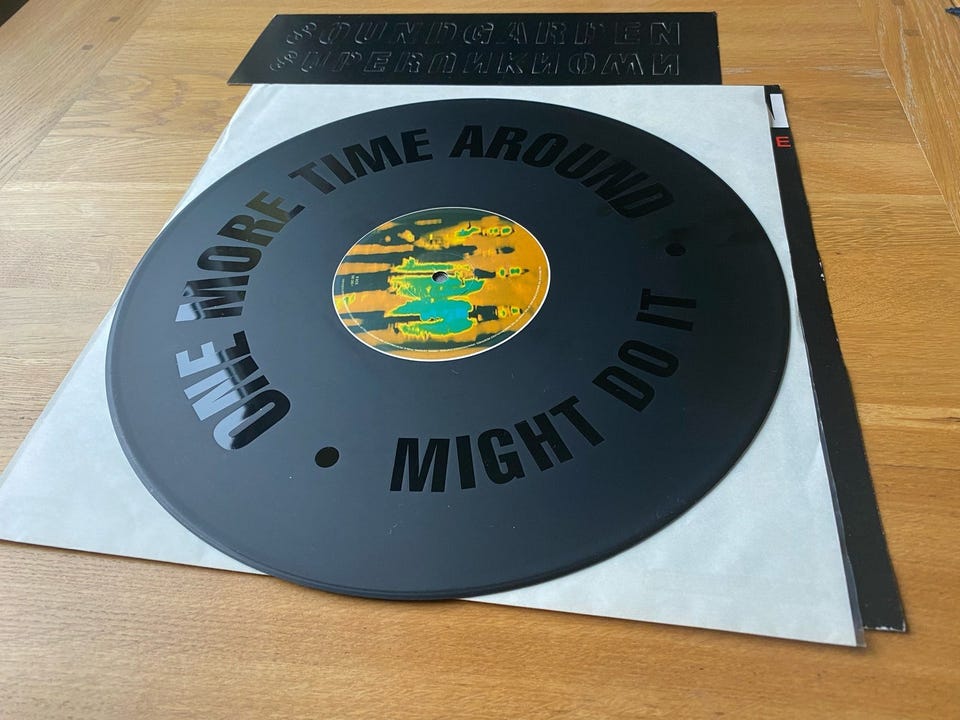 SOUNDGARDEN
SUPERUNKNOWN
E
ONE MORE TIME AROUND
• MIGHT DO IT •